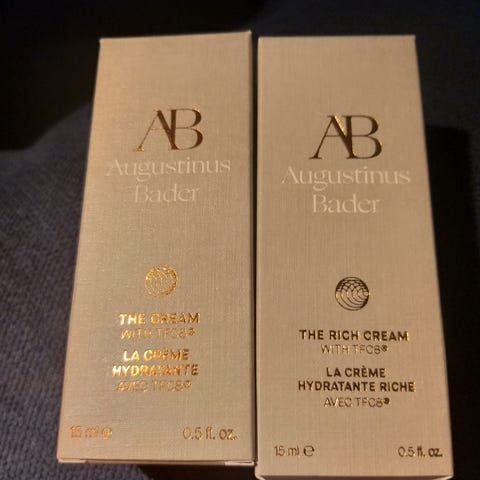 AB
Augustinus
Bader
THE CREAM
WITH TFC8®
LA CRÈME
HYDRATANTE
AVEC TFC8®
15 ml e 0.5 fl. oz.
AB
Augustinus
Bader
THE RICH CREAM
WITH TFC8®
LA CRÈME
HYDRATANTE RICHE
AVEC TFC8®
15 ml e 0.5 fl. oz.